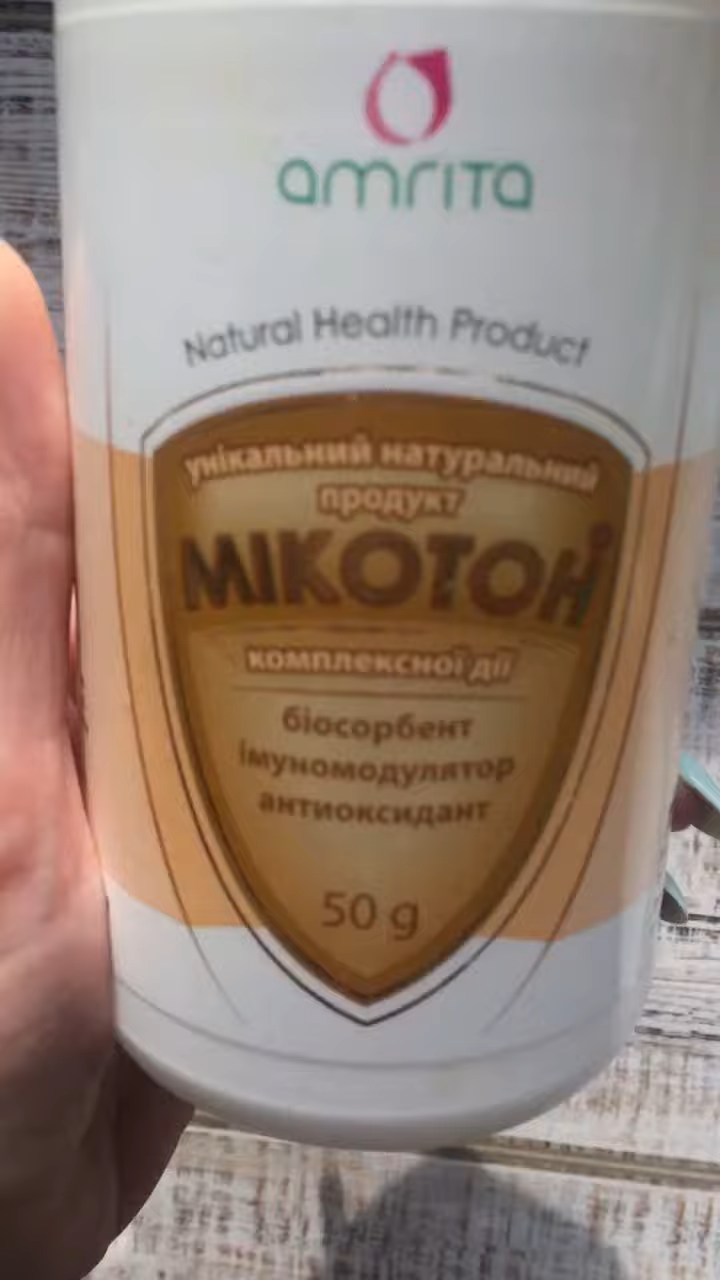 amrita
Natural Health Product
унікальний натуральний
продукт
МІКОТОН
комплексної дії
біосорбент
імуномодулятор
антиоксидант
50 g